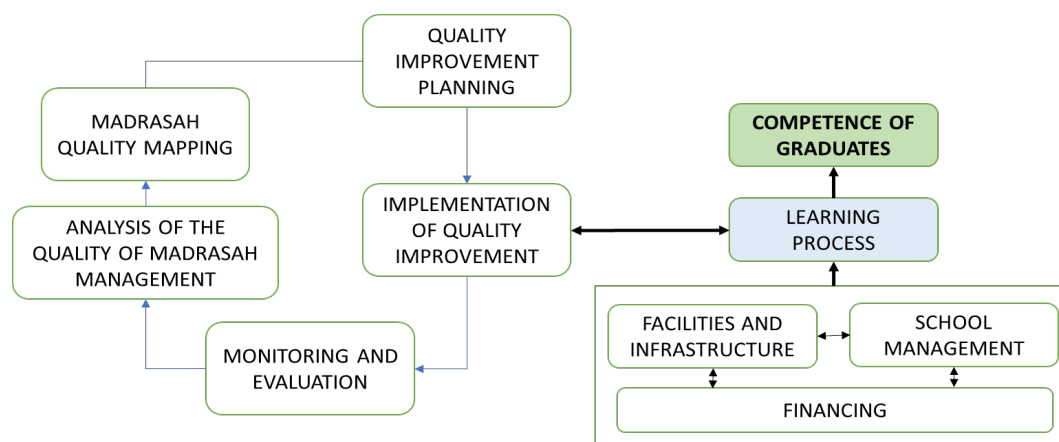 QUALITY
IMPROVEMENT
PLANNING
MADRASAH
QUALITY MAPPING
COMPETENCE OF
GRADUATES
ANALYSIS OF THE
QUALITY OF MADRASAH
MANAGEMENT
IMPLEMENTATION
OF QUALITY
IMPROVEMENT
LEARNING
PROCESS
MONITORING AND
EVALUATION
FACILITIES AND
INFRASTRUCTURE
SCHOOL
MANAGEMENT
FINANCING